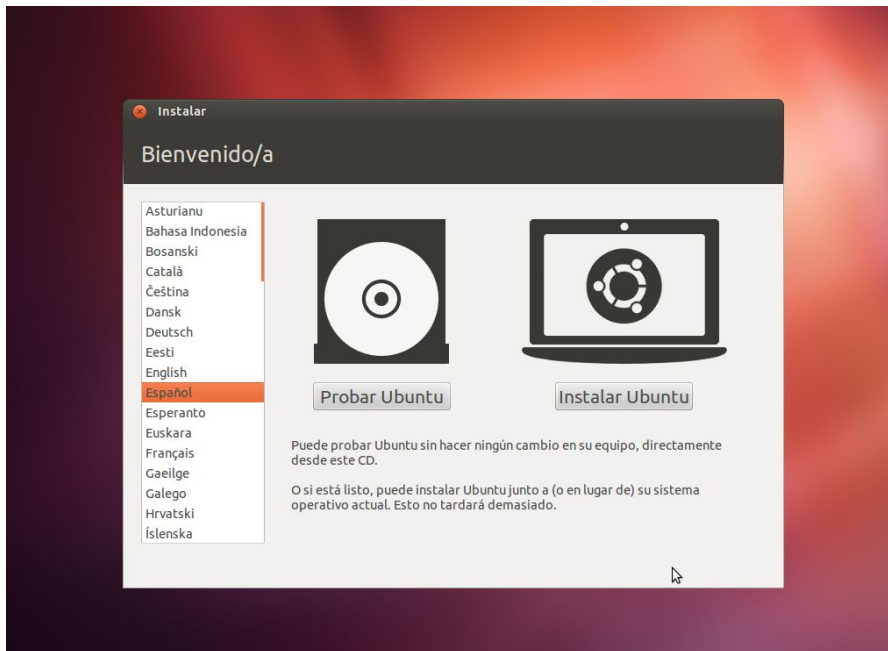 Instalar
Bienvenido/a
Asturianu
Bahasa Indonesia
Bosanski
Català
Čeština
Dansk
Deutsch
Eesti
English
Español
Esperanto
Euskara
Français
Gaeilge
Galego
Hrvatski
Íslenska
Probar Ubuntu
Instalar Ubuntu
Puede probar Ubuntu sin hacer ningún cambio en su equipo, directamente
desde este CD.
O si está listo, puede instalar Ubuntu junto a (o en lugar de) su sistema
operativo actual. Esto no tardará demasiado.